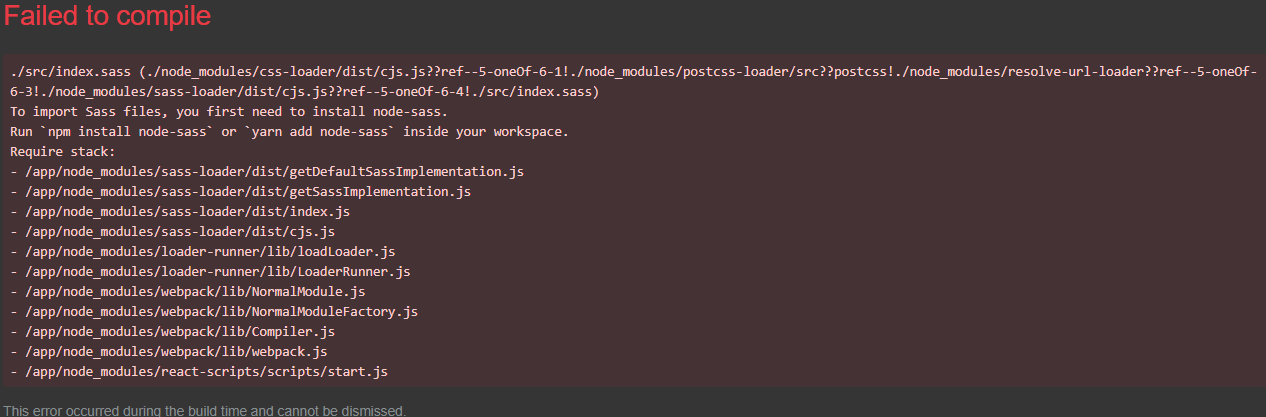 Failed to compile
./src/index.sass (./node_modules/css-loader/dist/cjs.js??ref--5-oneOf-6-1!./node_modules/postcss-loader/src??postcss!./node_modules/resolve-url-loader??ref--5-oneOf-
6-3!./node_modules/sass-loader/dist/cjs.js??ref--5-oneOf-6-4!./src/index.sass)
To import Sass files, you first need to install node-sass.
Run `npm install node-sass` or `yarn add node-sass` inside your workspace.
Require stack:
- /app/node_modules/sass-loader/dist/getDefaultSassImplementation.js
- /app/node_modules/sass-loader/dist/getSassImplementation.js
- /app/node_modules/sass-loader/dist/index.js
- /app/node_modules/sass-loader/dist/cjs.js
- /app/node_modules/loader-runner/lib/loadLoader.js
- /app/node_modules/loader-runner/lib/LoaderRunner.js
- /app/node_modules/webpack/lib/NormalModule.js
- /app/node_modules/webpack/lib/NormalModuleFactory.js
- /app/node_modules/webpack/lib/Compiler.js
- /app/node_modules/webpack/lib/webpack.js
- /app/node_modules/react-scripts/scripts/start.js
This error occurred during the build time and cannot be dismissed.